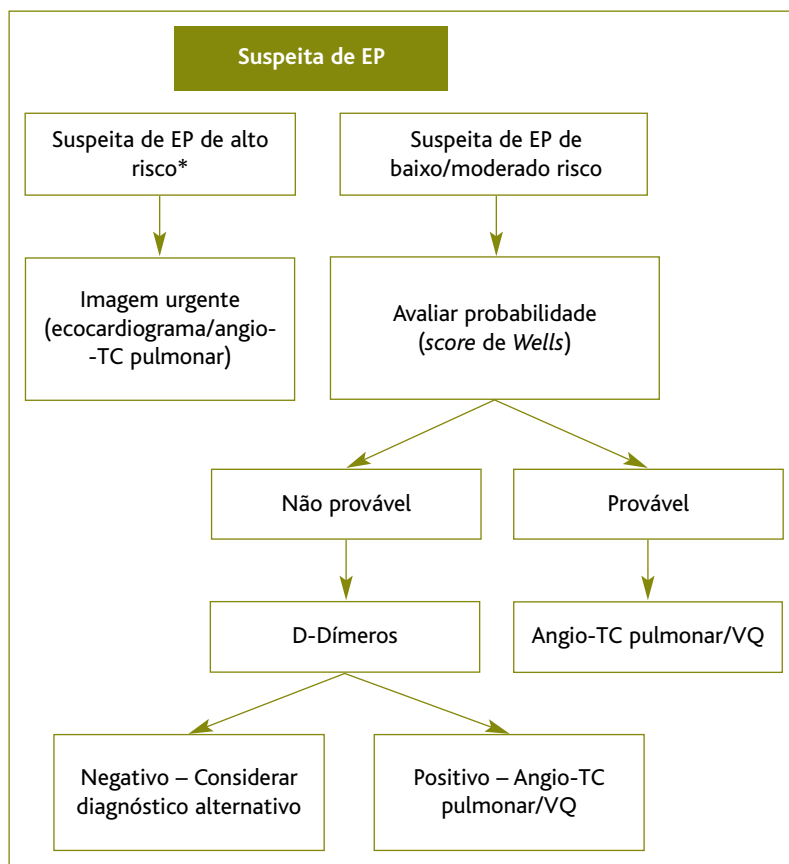 Suspeita de EP
Suspeita de EP de alto
risco*
Suspeita de EP de
baixo/moderado risco
Imagem urgente
(ecocardiograma/angio-
-TC pulmonar)
Avaliar probabilidade
(score de Wells)
Não provável
Provável
D-Dímeros
Angio-TC pulmonar/VQ
Negativo – Considerar
diagnóstico alternativo
Positivo – Angio-TC
pulmonar/VQ